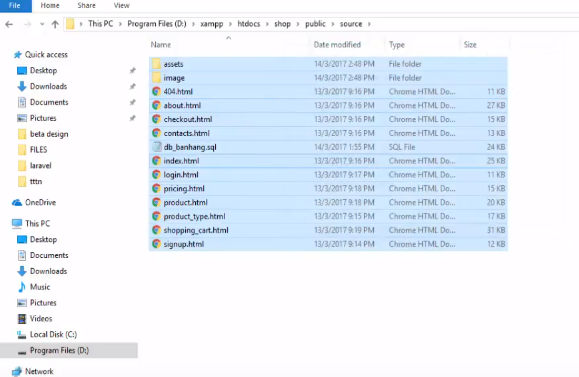 File Home Share View
This PC > Program Files (D:) > xampp > htdocs > shop > public > source >
Quick access
Desktop
Downloads
Documents
Pictures
beta design
FILES
laravel
tttn
OneDrive
This PC
Desktop
Documents
Downloads
Music
Pictures
Videos
Local Disk (C:)
Program Files (D:)
Network
Name Date modified Type Size
assets 14/3/2017 2:48 PM File folder
image 14/3/2017 2:48 PM File folder
404.html 13/3/2017 9:16 PM Chrome HTML Do... 11 KB
about.html 13/3/2017 9:16 PM Chrome HTML Do... 27 KB
checkout.html 13/3/2017 9:16 PM Chrome HTML Do... 15 KB
contacts.html 13/3/2017 9:16 PM Chrome HTML Do... 13 KB
db_banhang.sql 14/3/2017 1:55 PM SQL File 24 KB
index.html 13/3/2017 9:16 PM Chrome HTML Do... 25 KB
login.html 13/3/2017 9:17 PM Chrome HTML Do... 11 KB
pricing.html 13/3/2017 9:18 PM Chrome HTML Do... 15 KB
product.html 13/3/2017 9:18 PM Chrome HTML Do... 20 KB
product_type.html 13/3/2017 9:15 PM Chrome HTML Do... 17 KB
shopping_cart.html 13/3/2017 9:19 PM Chrome HTML Do... 31 KB
signup.html 13/3/2017 9:14 PM Chrome HTML Do... 12 KB